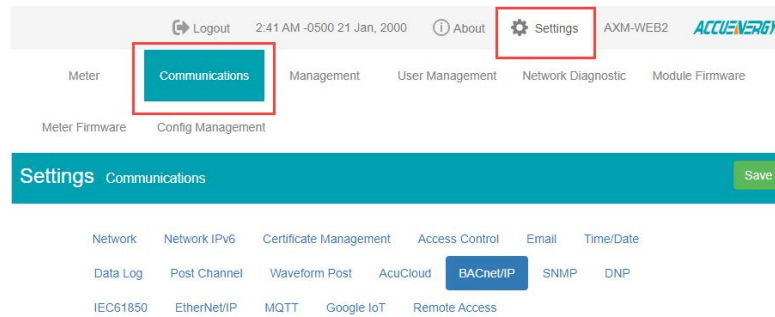 Logout 2:41 AM -0500 21 Jan, 2000 About Settings AXM-WEB2 ACCUENERGY
Meter Communications Management User Management Network Diagnostic Module Firmware
Meter Firmware Config Management
Settings Communications Save
Network Network IPv6 Certificate Management Access Control Email Time/Date
Data Log Post Channel Waveform Post AcuCloud BACnet/IP SNMP DNP
IEC61850 EtherNet/IP MQTT Google IoT Remote Access